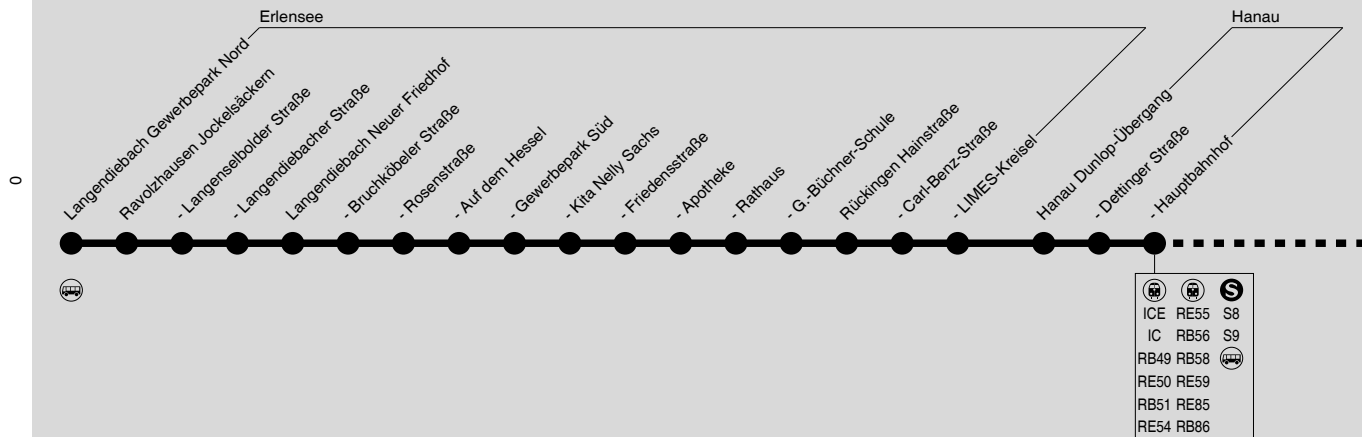 Erlensee
Hanau
Langendiebach Gewerbepark Nord
Ravolzhausen Jockelsäckern
- Langenselbolder Straße
- Langendiebacher Straße
Langendiebach Neuer Friedhof
- Bruchköbeler Straße
- Rosenstraße
- Auf dem Hessel
- Gewerbepark Süd
- Kita Nelly Sachs
- Friedensstraße
- Apotheke
- Rathaus
- G.-Büchner-Schule
Rückingen Hainstraße
- Carl-Benz-Straße
- LIMES-Kreisel
Hanau Dunlop-Übergang
- Dettinger Straße
- Hauptbahnhof
0
S
ICE RE55 S8
IC RB56 S9
RB49 RB58
RE50 RE59
RB51 RE85
RE54 RB86